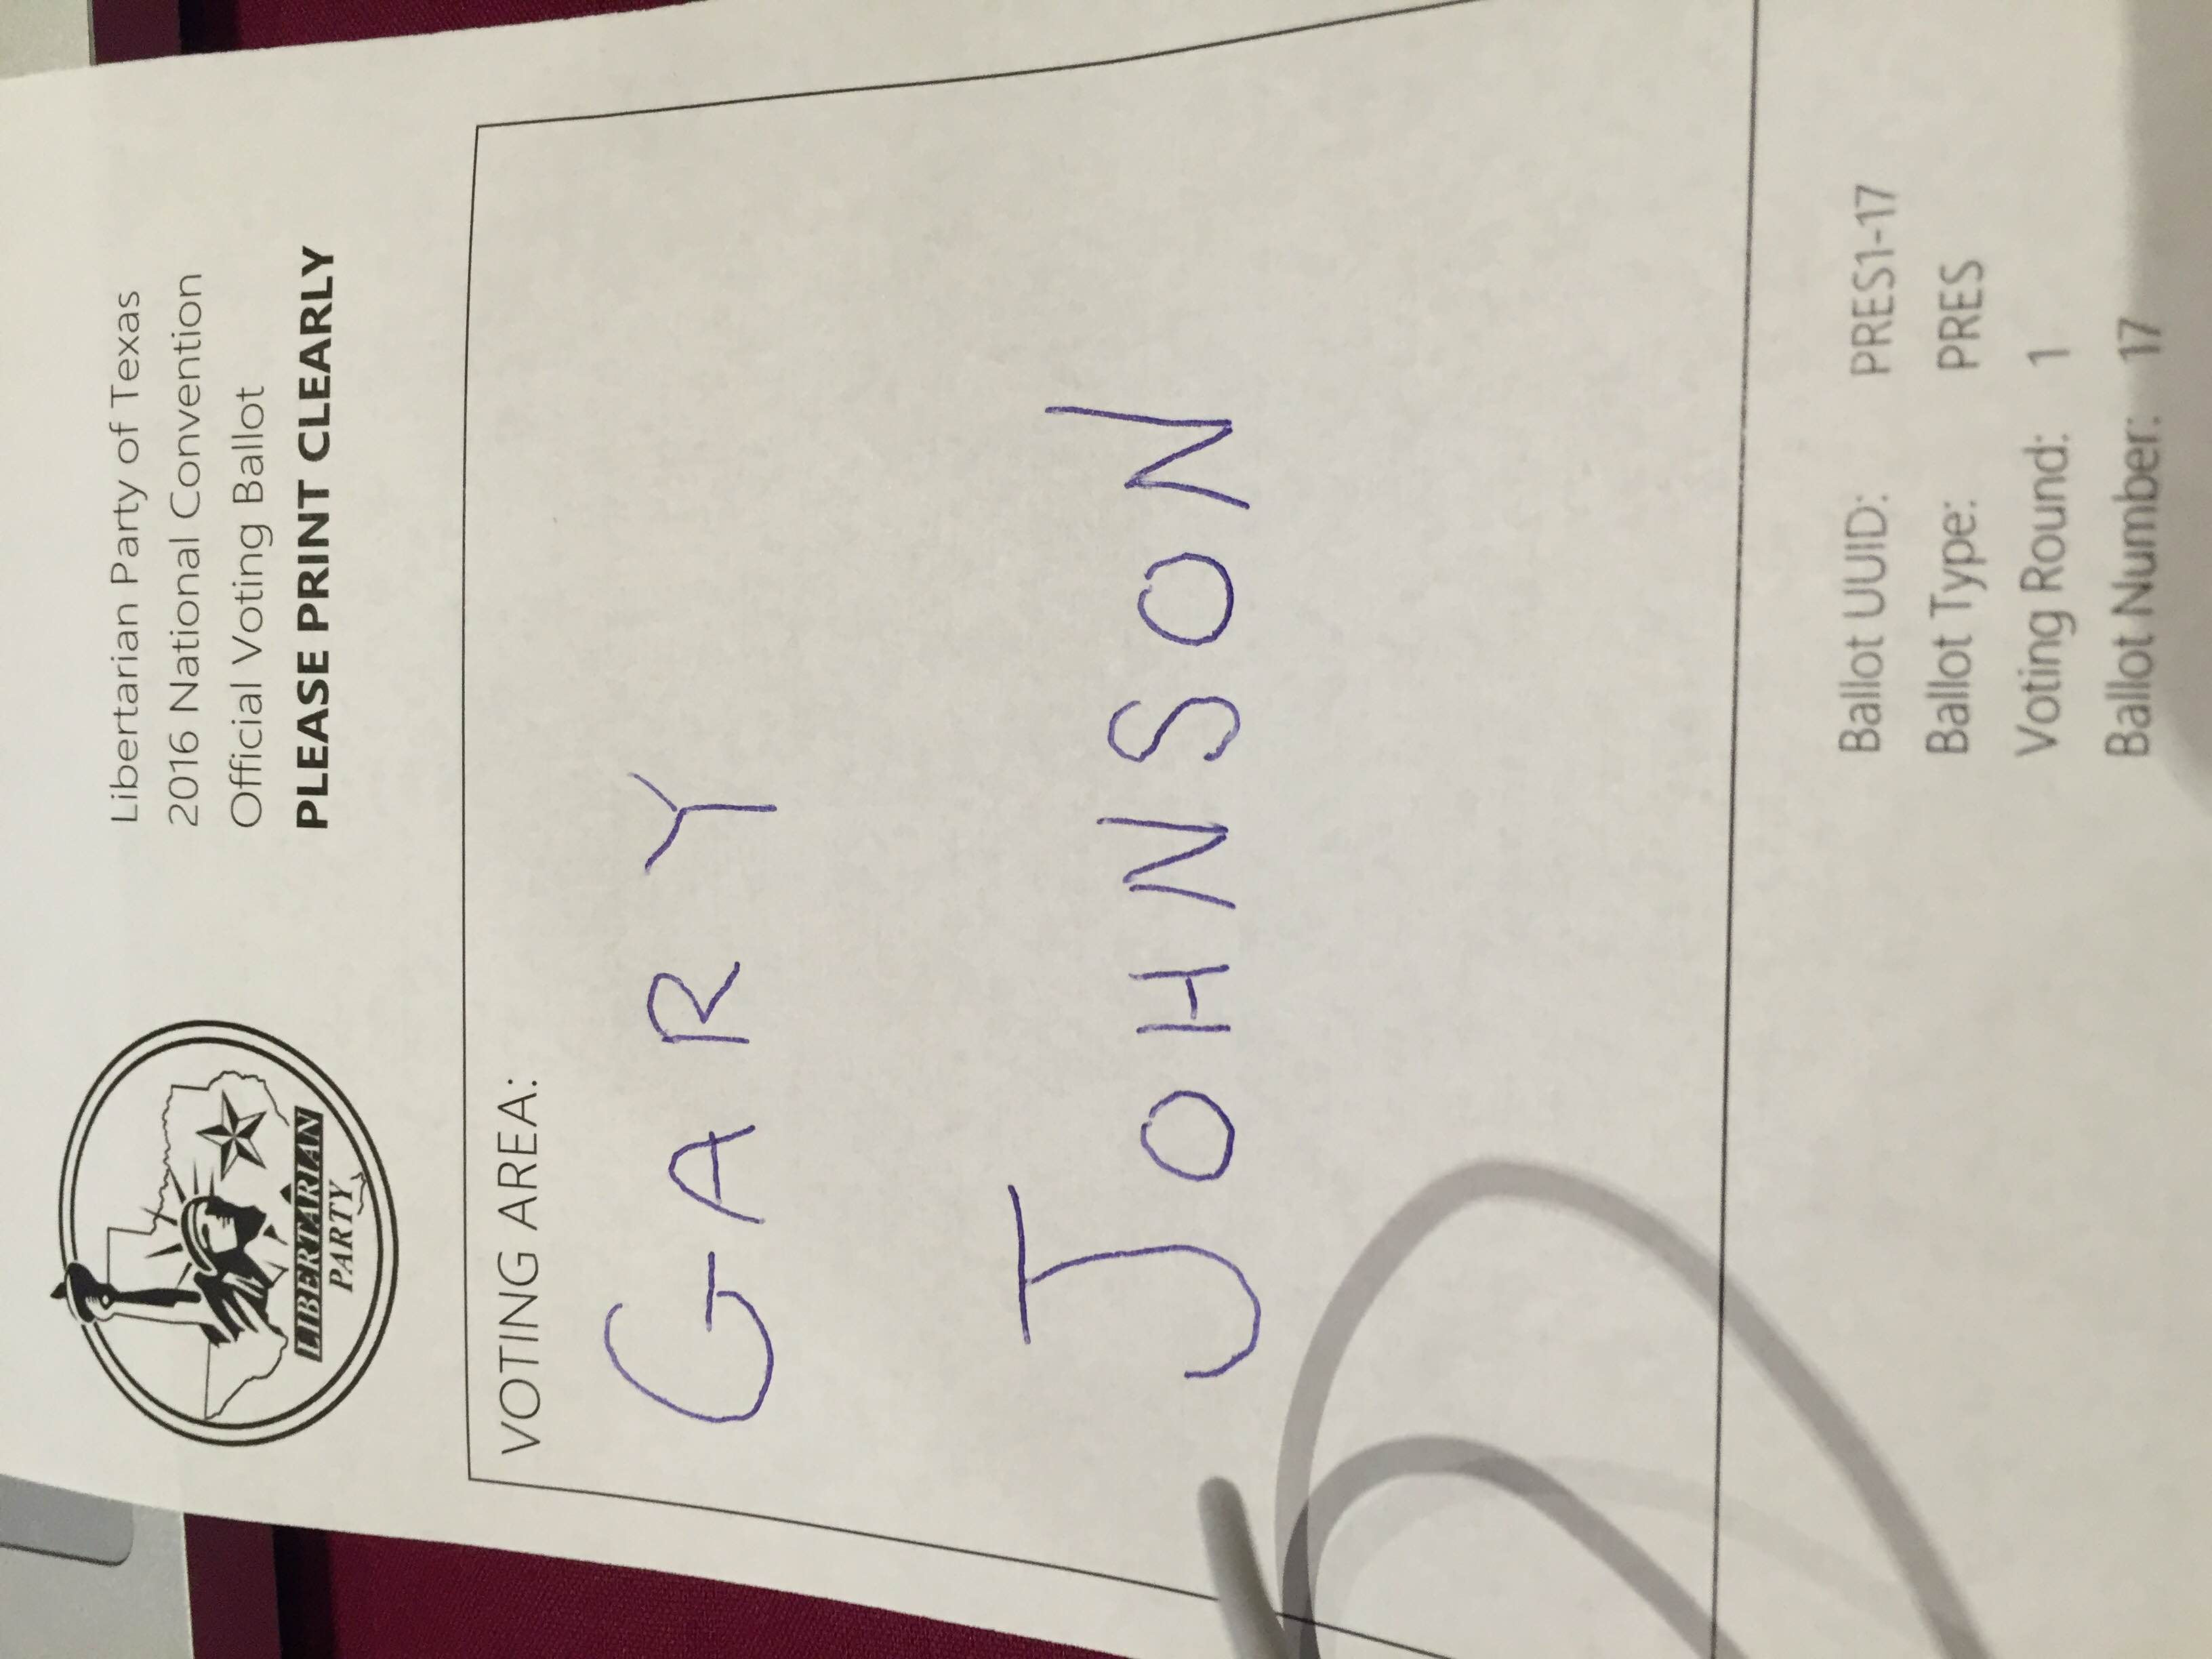 LIBERTARIAN
PARTY
Libertarian Party of Texas
2016 National Convention
Official Voting Ballot
PLEASE PRINT CLEARLY
VOTING AREA:
GARY
JOHNSON
Ballot UUID: PRES1-17
Ballot Type: PRES
Voting Round: 1
Ballot Number: 17